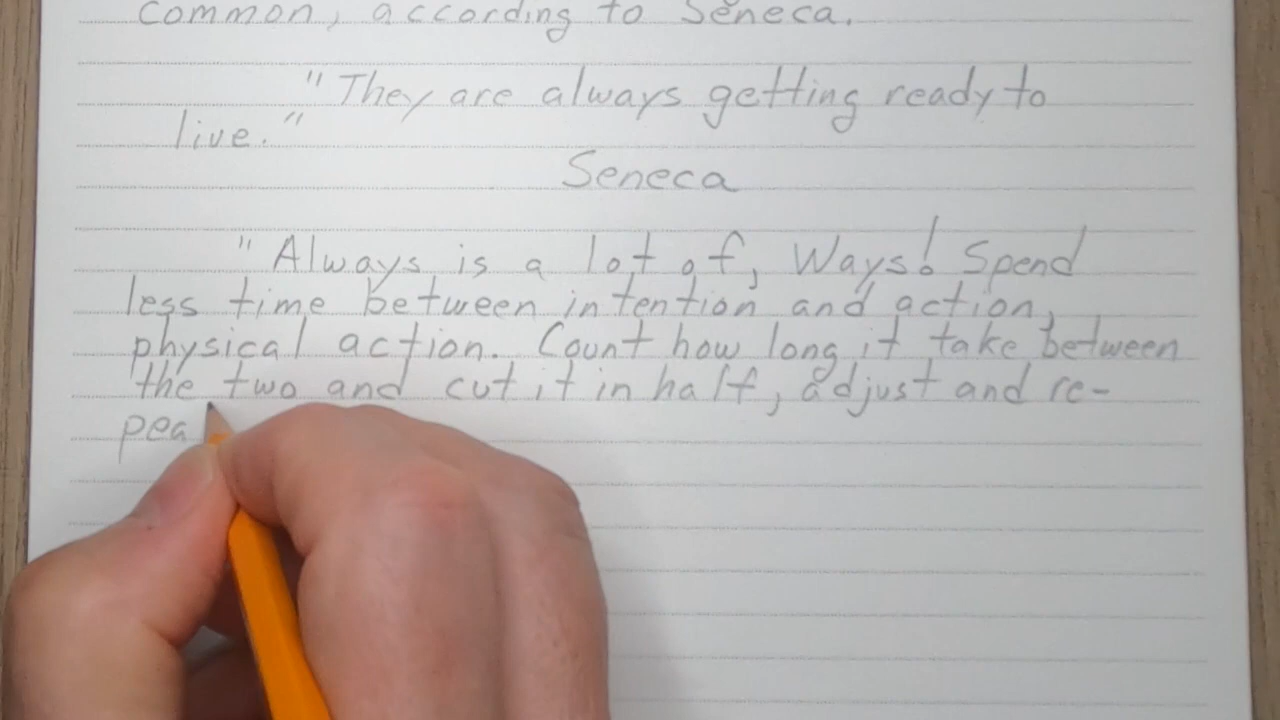 common, according to Seneca.
"They are always getting ready to
live."
Seneca
"Always is a lot of, Ways! Spend
less time between intention and action,
physical action. Count how long it take between
the two and cut it in half, adjust and re-
pea